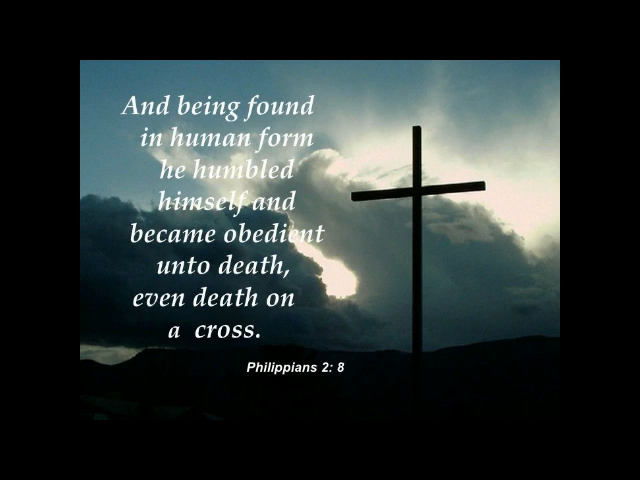 And being found
in human form
he humbled
himself and
became obedient
unto death,
even death on
a cross.
Philippians 2: 8